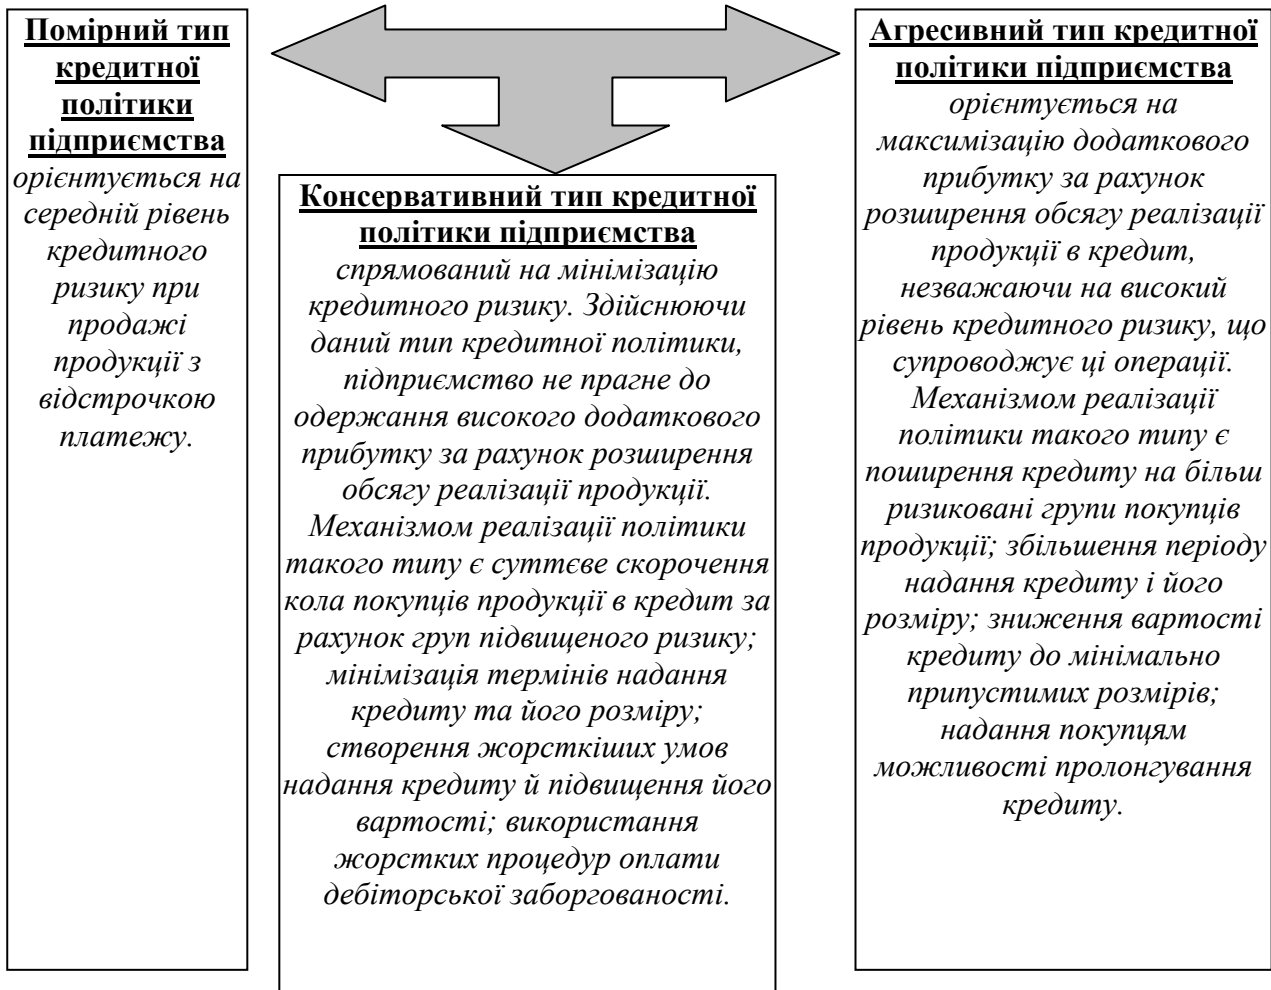 Помірний тип
кредитної
політики
підприємства
орієнтується на
середній рівень
кредитного
ризику при
продажі
продукції з
відстрочкою
платежу.
Консервативний тип кредитної
політики підприємства
спрямований на мінімізацію
кредитного ризику. Здійснюючи
даний тип кредитної політики,
підприємство не прагне до
одержання високого додаткового
прибутку за рахунок розширення
обсягу реалізації продукції.
Механізмом реалізації політики
такого типу є суттєве скорочення
кола покупців продукції в кредит за
рахунок груп підвищеного ризику;
мінімізація термінів надання
кредиту та його розміру;
створення жорсткіших умов
надання кредиту й підвищення його
вартості; використання
жорстких процедур оплати
дебіторської заборгованості.
Агресивний тип кредитної
політики підприємства
орієнтується на
максимізацію додаткового
прибутку за рахунок
розширення обсягу реалізації
продукції в кредит,
незважаючи на високий
рівень кредитного ризику, що
супроводжує ці операції.
Механізмом реалізації
політики такого типу є
поширення кредиту на більш
ризиковані групи покупців
продукції; збільшення періоду
надання кредиту і його
розміру; зниження вартості
кредиту до мінімально
припустимих розмірів;
надання покупцям
можливості пролонгування
кредиту.